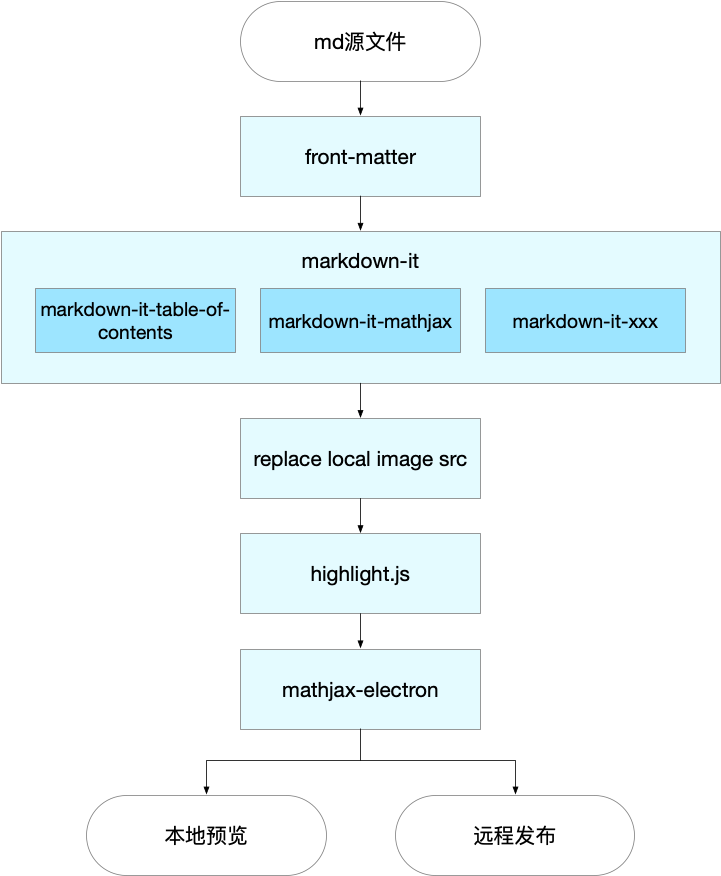 md源文件
front-matter
markdown-it
markdown-it-table-of-
contents
markdown-it-mathjax
markdown-it-xxx
replace local image src
highlight.js
mathjax-electron
本地预览
远程发布